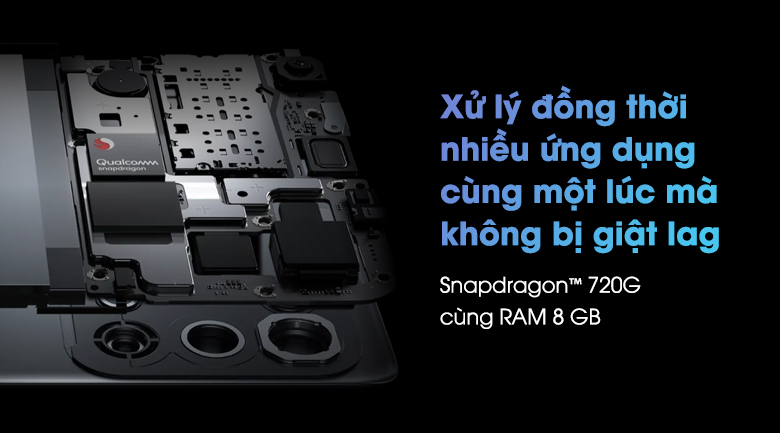 Qualcomm
snapdragon
Xử lý đồng thời
nhiều ứng dụng
cùng một lúc mà
không bị giật lag
Snapdragon™ 720G
cùng RAM 8 GB